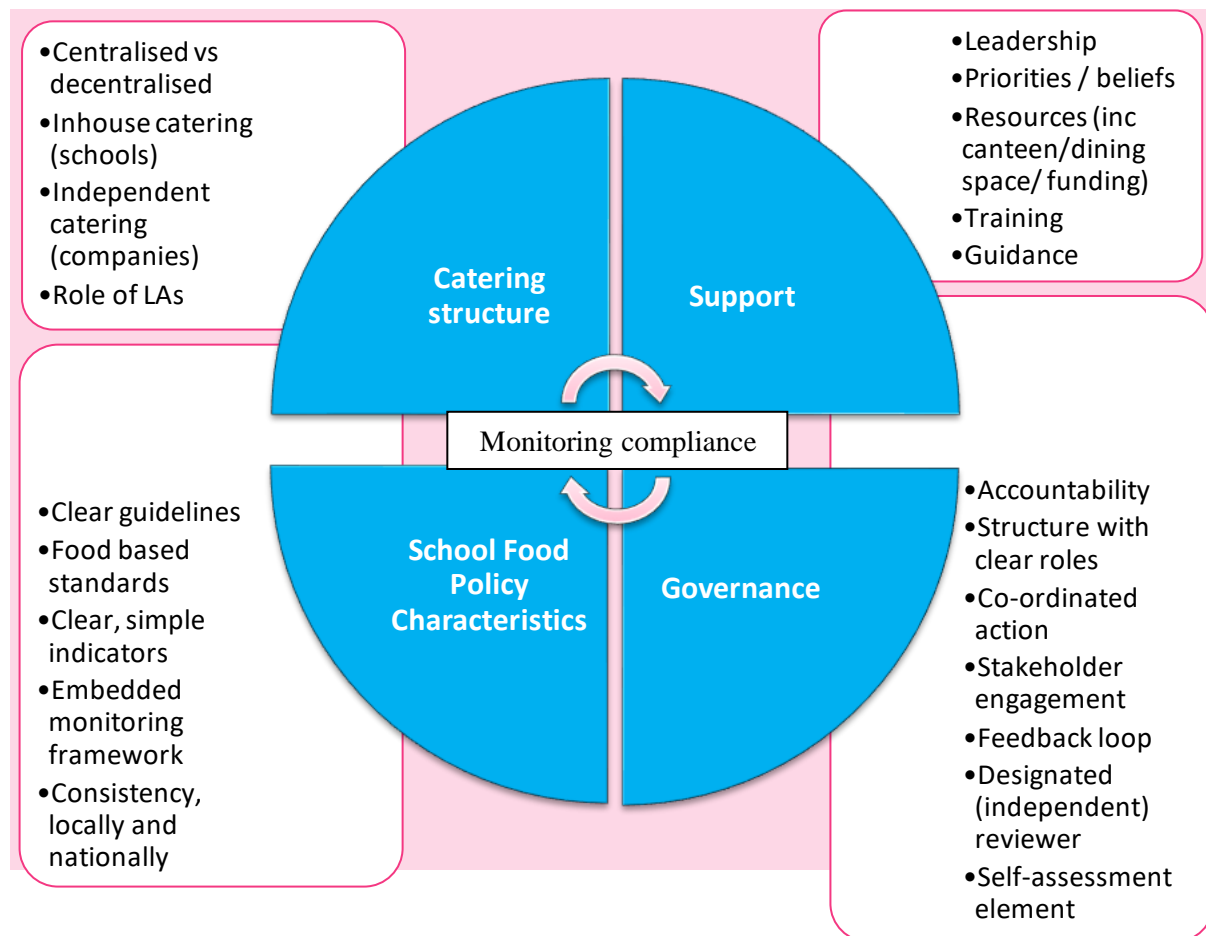 •Centralised vs
decentralised
•Inhouse catering
(schools)
•Independent
catering
(companies)
•Role of LAs
•Leadership
•Priorities / beliefs
•Resources (inc
canteen/dining
space/ funding)
•Training
•Guidance
Catering
structure
Support
Monitoring compliance
School Food
Policy
Characteristics
Governance
•Clear guidelines
•Food based
standards
•Clear, simple
indicators
•Embedded
monitoring
framework
•Consistency,
locally and
nationally
•Accountability
•Structure with
clear roles
•Co-ordinated
action
•Stakeholder
engagement
•Feedback loop
•Designated
(independent)
reviewer
•Self-assessment
element